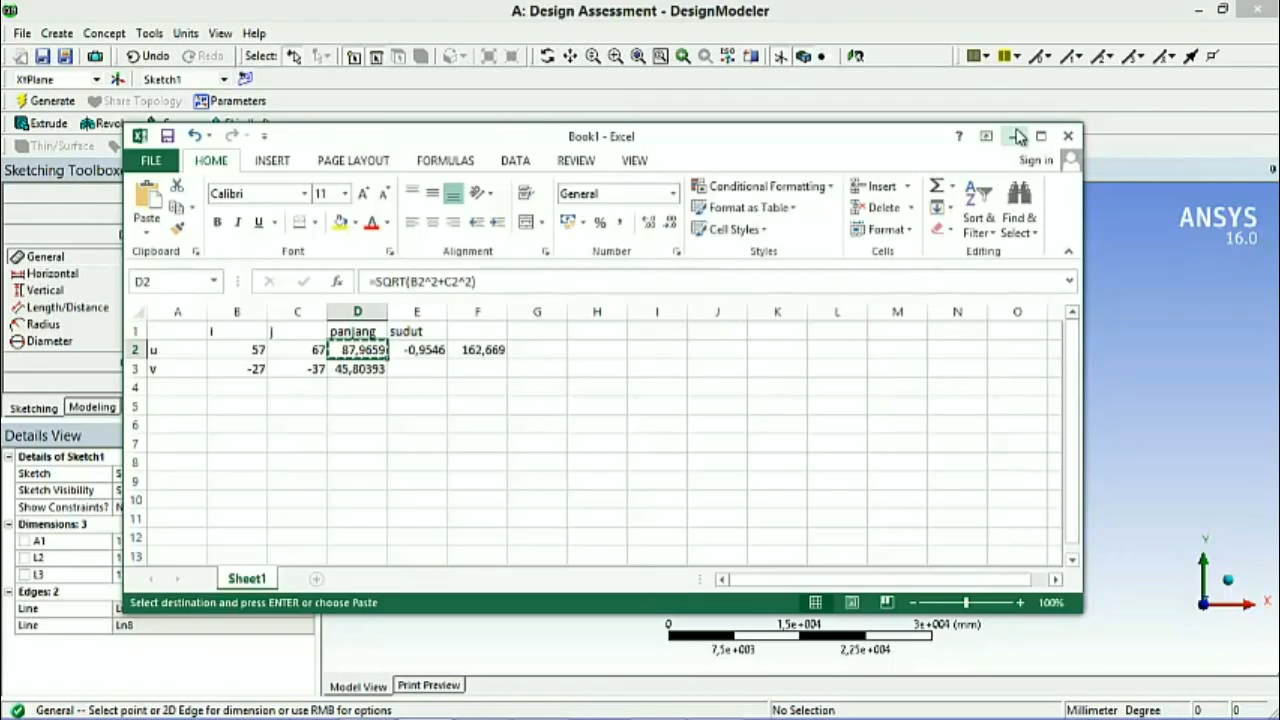 A: Design Assessment - DesignModeler
File Create Concept Tools Units View Help
Undo Redo Select:
ISO
XYPlane Sketch1
Generate Share Topology Parameters
Extrude
Thin/Surface
Sketching Toolboxe
General
Horizontal
Vertical
Length/Distance
Radius
Diameter
Sketching Modeling
Details View
Details of Sketch1
Sketch S
Sketch Visibility S
Show Constraints? N
Dimensions: 3
A1 1
L2 1
L3 1
Edges: 2
Line
Line Ln8
Book1 - Excel
?
Sign in
FILE HOME INSERT PAGE LAYOUT FORMULAS DATA REVIEW VIEW
Paste
Clipboard
Calibri 11
B I U
Font
Alignment
General
% ,
Number
Conditional Formatting
Format as Table
Cell Styles
Styles
Insert
Delete
Format
Cells
Sort & Filter
Find & Select
Editing
D2 fx =SQRT(B2^2+C2^2)
A B C D E F G H I J K L M N O
1 i j panjang sudut
2 u 57 67 87,9659 -0,9546 162,669
3 v -27 -37 45,80393
4
5
6
7
8
9
10
11
12
13
Sheet1
Select destination and press ENTER or choose Paste 100%
ANSYS
16.0
Y
X
0 1,5e+004 3e+004 (mm)
7,5e+003 2,25e+004
Model View Print Preview
General -- Select point or 2D Edge for dimension or use RMB for options No Selection Millimeter Degree 0 0